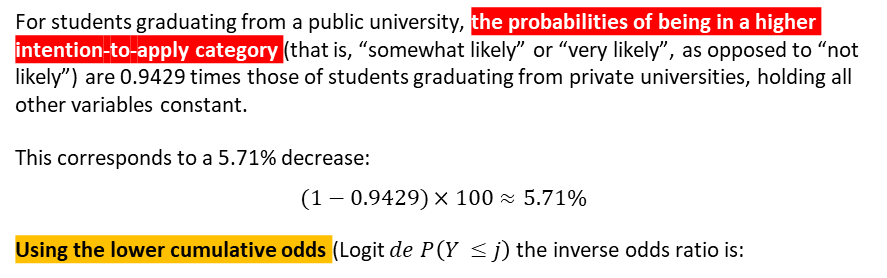 For students graduating from a public university, the probabilities of being in a higher
intention-to-apply category (that is, “somewhat likely” or “very likely”, as opposed to “not
likely”) are 0.9429 times those of students graduating from private universities, holding all
other variables constant.
This corresponds to a 5.71% decrease:
(1 − 0.9429) × 100 ≈ 5.71%
Using the lower cumulative odds (Logit de P(Y ≤ j) the inverse odds ratio is: